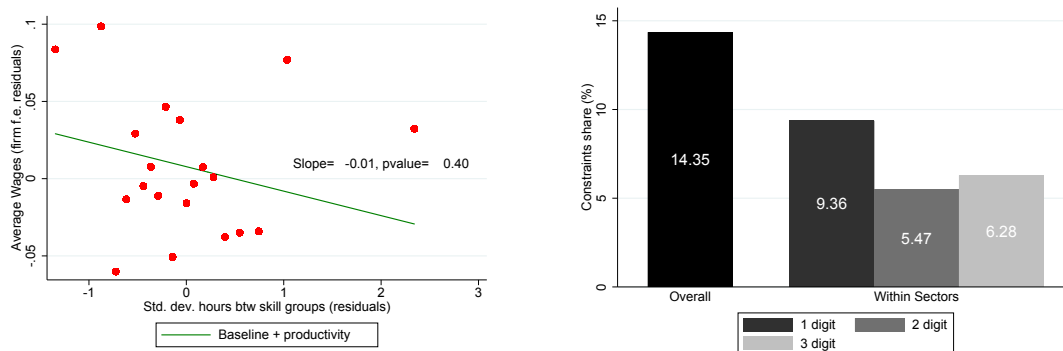 Average Wages (firm f.e. residuals)
.1
.05
0
-.05
Slope= -0.01, pvalue= 0.40
-1 0 1 2 3
Std. dev. hours btw skill groups (residuals)
Baseline + productivity
Constraints share (%)
15
10
5
0
14.35
9.36
5.47
6.28
Overall Within Sectors
1 digit 2 digit
3 digit